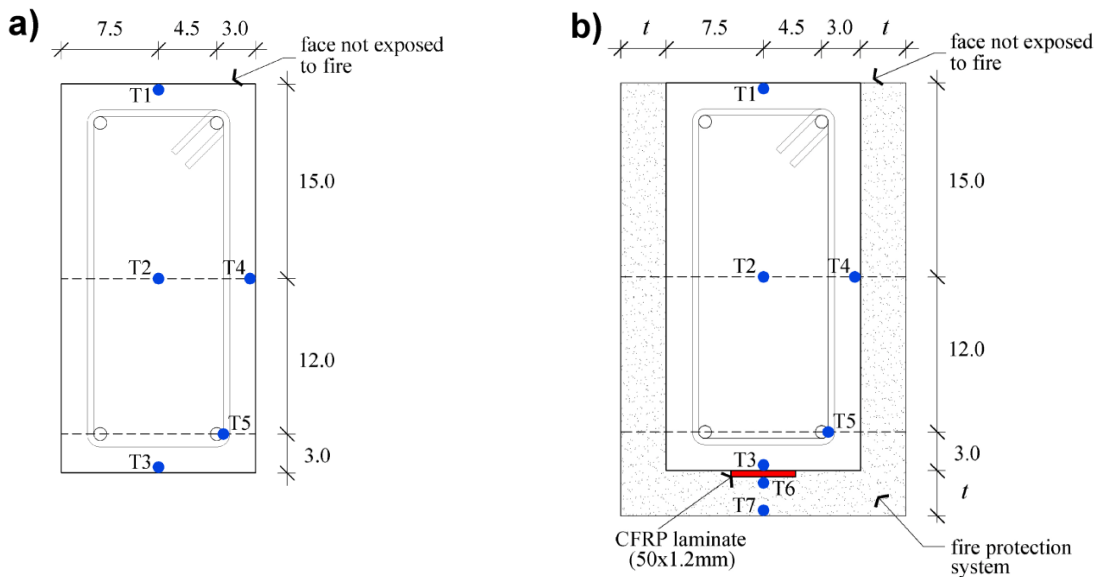 a)
7.5
4.5
3.0
face not exposed
to fire
T1
15.0
T2
T4
12.0
T5
T3
3.0
b)
t
7.5
4.5
3.0
t
face not exposed
to fire
T1
15.0
T2
T4
12.0
T5
T3
3.0
T6
t
T7
CFRP laminate
(50x1.2mm)
fire protection
system